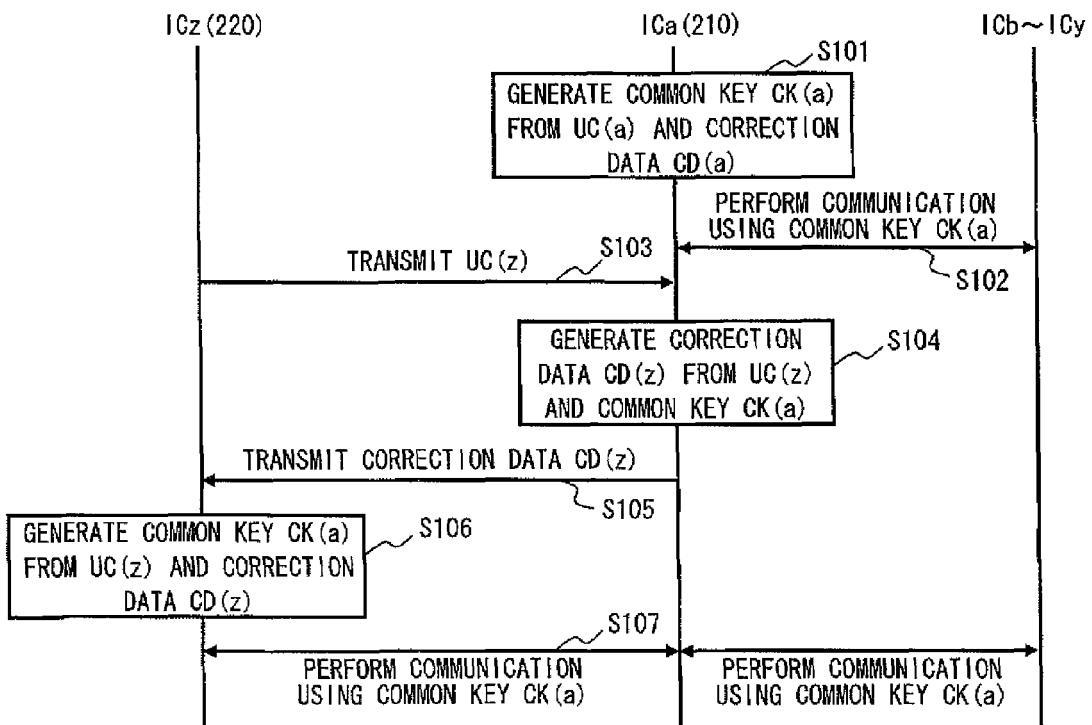 ICz(220)
ICa(210)
ICb～ICy
S101
GENERATE COMMON KEY CK(a)
FROM UC(a) AND CORRECTION
DATA CD(a)
PERFORM COMMUNICATION
USING COMMON KEY CK(a)
S102
S103
TRANSMIT UC(z)
GENERATE CORRECTION
DATA CD(z) FROM UC(z)
AND COMMON KEY CK(a)
S104
TRANSMIT CORRECTION DATA CD(z)
S105
GENERATE COMMON KEY CK(a)
FROM UC(z) AND CORRECTION
DATA CD(z)
S106
S107
PERFORM COMMUNICATION
USING COMMON KEY CK(a)
PERFORM COMMUNICATION
USING COMMON KEY CK(a)